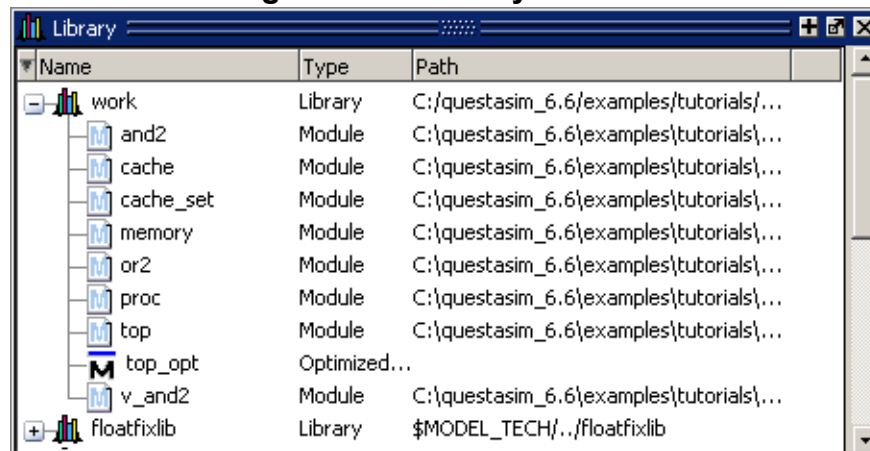 Library
Name Type Path
work Library C:/questasim_6.6/examples/tutorials/...
and2 Module C:\questasim_6.6\examples\tutorials\...
cache Module C:\questasim_6.6\examples\tutorials\...
cache_set Module C:\questasim_6.6\examples\tutorials\...
memory Module C:\questasim_6.6\examples\tutorials\...
or2 Module C:\questasim_6.6\examples\tutorials\...
proc Module C:\questasim_6.6\examples\tutorials\...
top Module C:\questasim_6.6\examples\tutorials\...
top_opt Optimized...
v_and2 Module C:\questasim_6.6\examples\tutorials\...
floatfixlib Library $MODEL_TECH/../floatfixlib